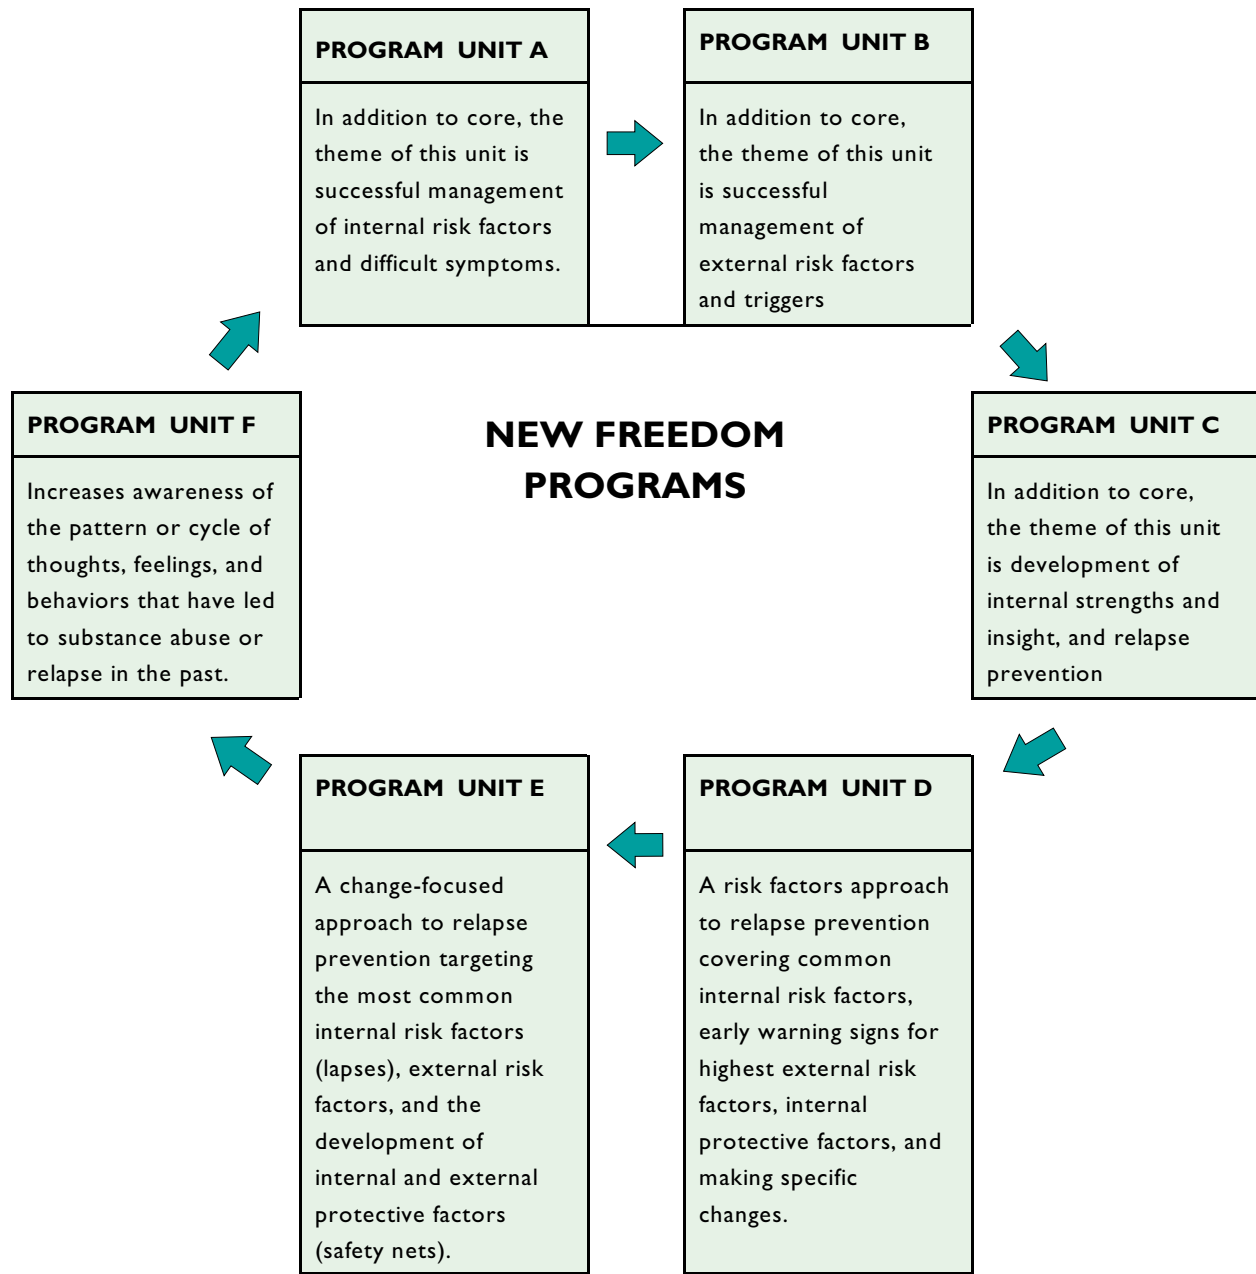 PROGRAM UNIT A
In addition to core, the
theme of this unit is
successful management
of internal risk factors
and difficult symptoms.
PROGRAM UNIT B
In addition to core,
the theme of this unit
is successful
management of
external risk factors
and triggers
PROGRAM UNIT F
Increases awareness of
the pattern or cycle of
thoughts, feelings, and
behaviors that have led
to substance abuse or
relapse in the past.
NEW FREEDOM
PROGRAMS
PROGRAM UNIT C
In addition to core,
the theme of this unit
is development of
internal strengths and
insight, and relapse
prevention
PROGRAM UNIT E
A change-focused
approach to relapse
prevention targeting
the most common
internal risk factors
(lapses), external risk
factors, and the
development of
internal and external
protective factors
(safety nets).
PROGRAM UNIT D
A risk factors approach
to relapse prevention
covering common
internal risk factors,
early warning signs for
highest external risk
factors, internal
protective factors, and
making specific
changes.